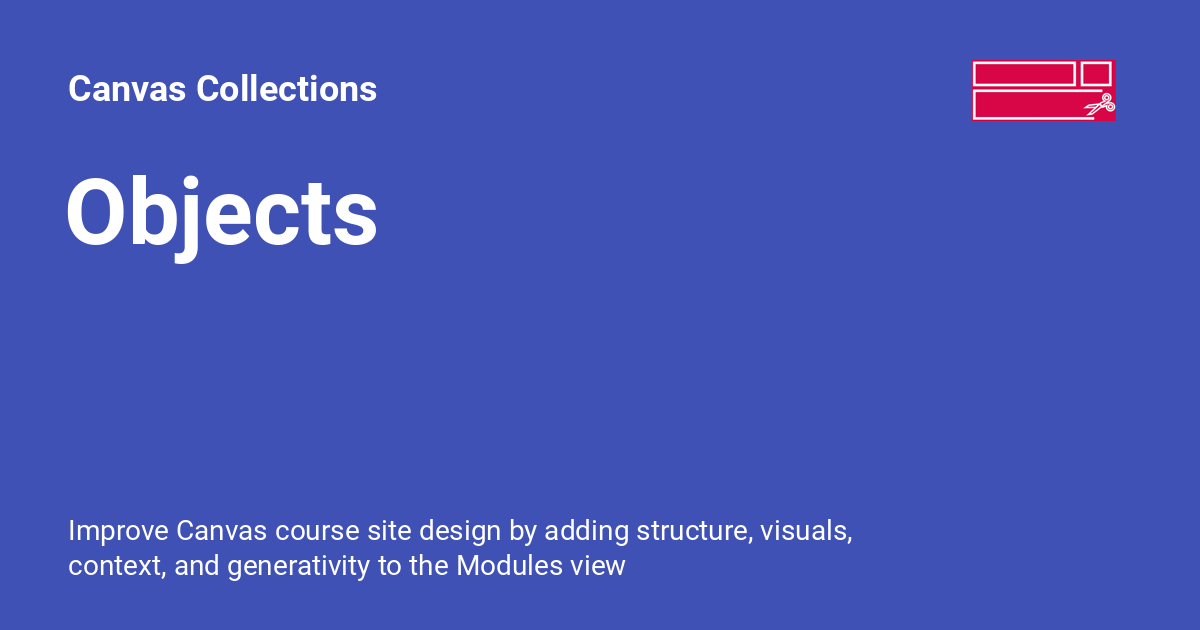 Canvas Collections
Objects
Improve Canvas course site design by adding structure, visuals,
context, and generativity to the Modules view